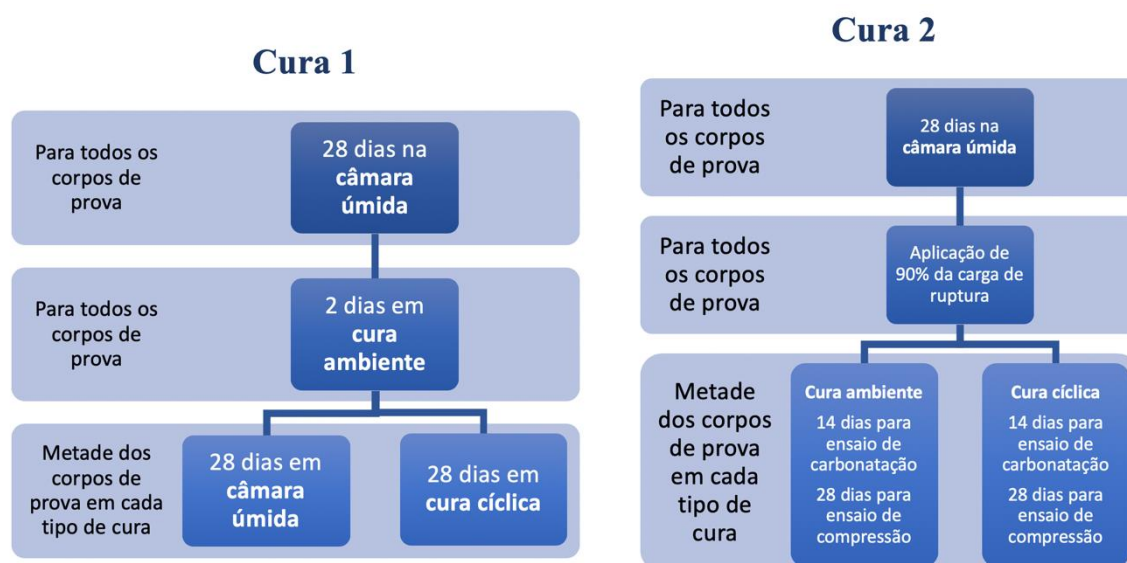 Cura 1
Para todos os
corpos de
prova
28 dias na
câmara
úmida
Para todos os
corpos de
prova
2 dias em
cura
ambiente
Metade dos
corpos de
prova em cada
tipo de cura
28 dias em
câmara
úmida
28 dias em
cura cíclica
Cura 2
Para todos
os corpos
de prova
28 dias na
câmara úmida
Para todos
os corpos
de prova
Aplicação de
90% da carga de
ruptura
Metade
dos corpos
de prova
em cada
tipo de
cura
Cura ambiente
14 dias para
ensaio de
carbonatação
28 dias para
ensaio de
compressão
Cura cíclica
14 dias para
ensaio de
carbonatação
28 dias para
ensaio de
compressão